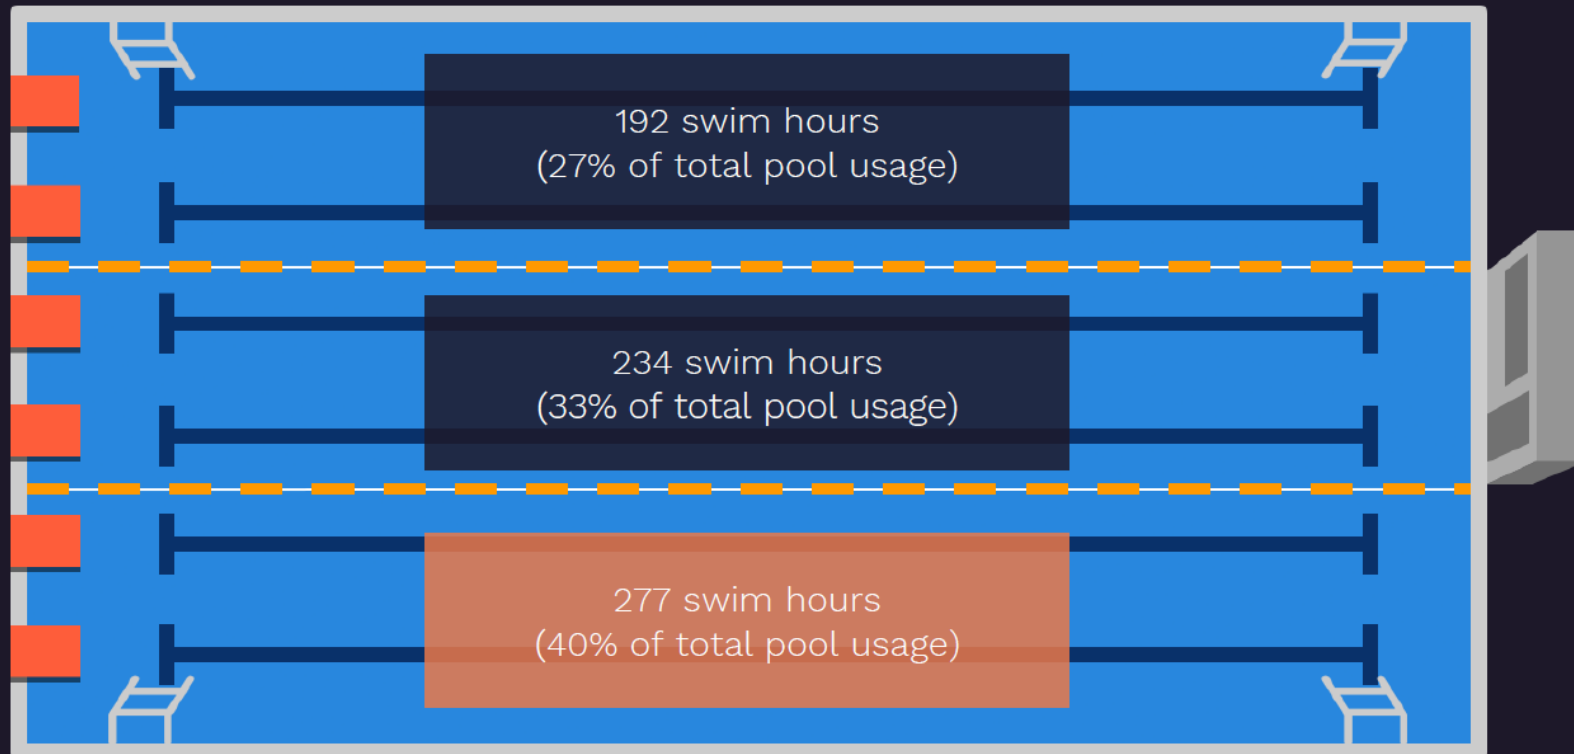 192 swim hours
(27% of total pool usage)
234 swim hours
(33% of total pool usage)
277 swim hours
(40% of total pool usage)